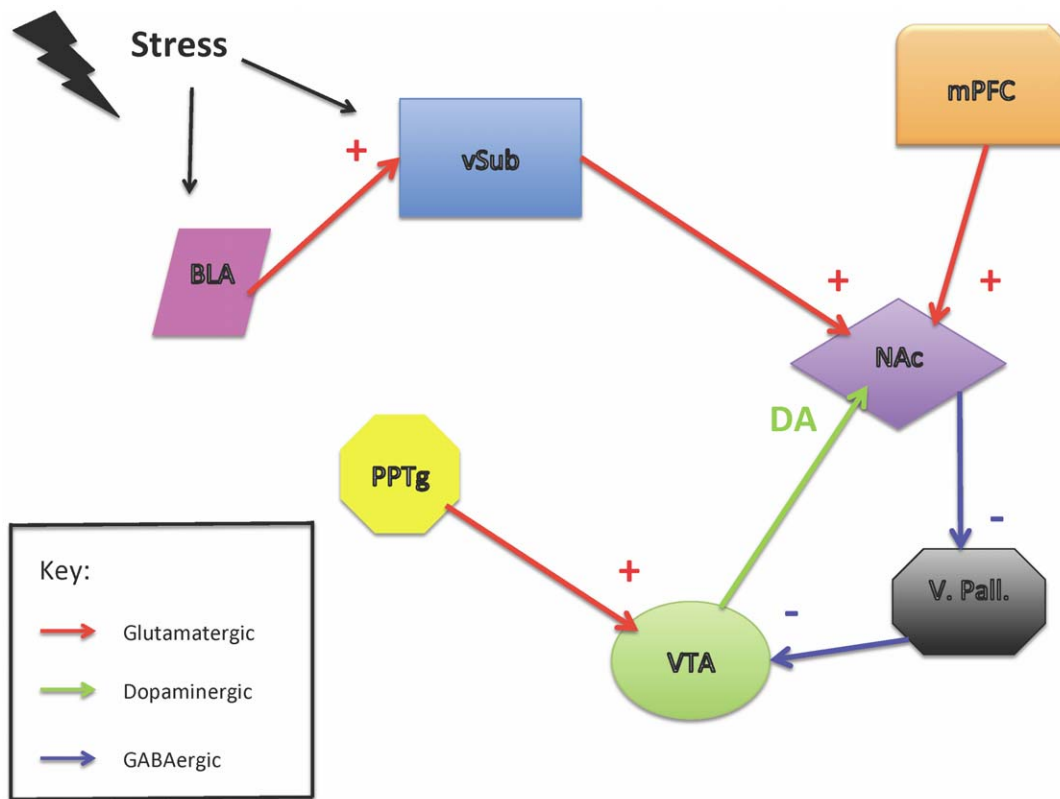 Stress
mPFC
+
vSub
BLA
+
+
NAc
DA
PPTg
-
+
-
V. Pall.
VTA
Key:
Glutamatergic
Dopaminergic
GABAergic